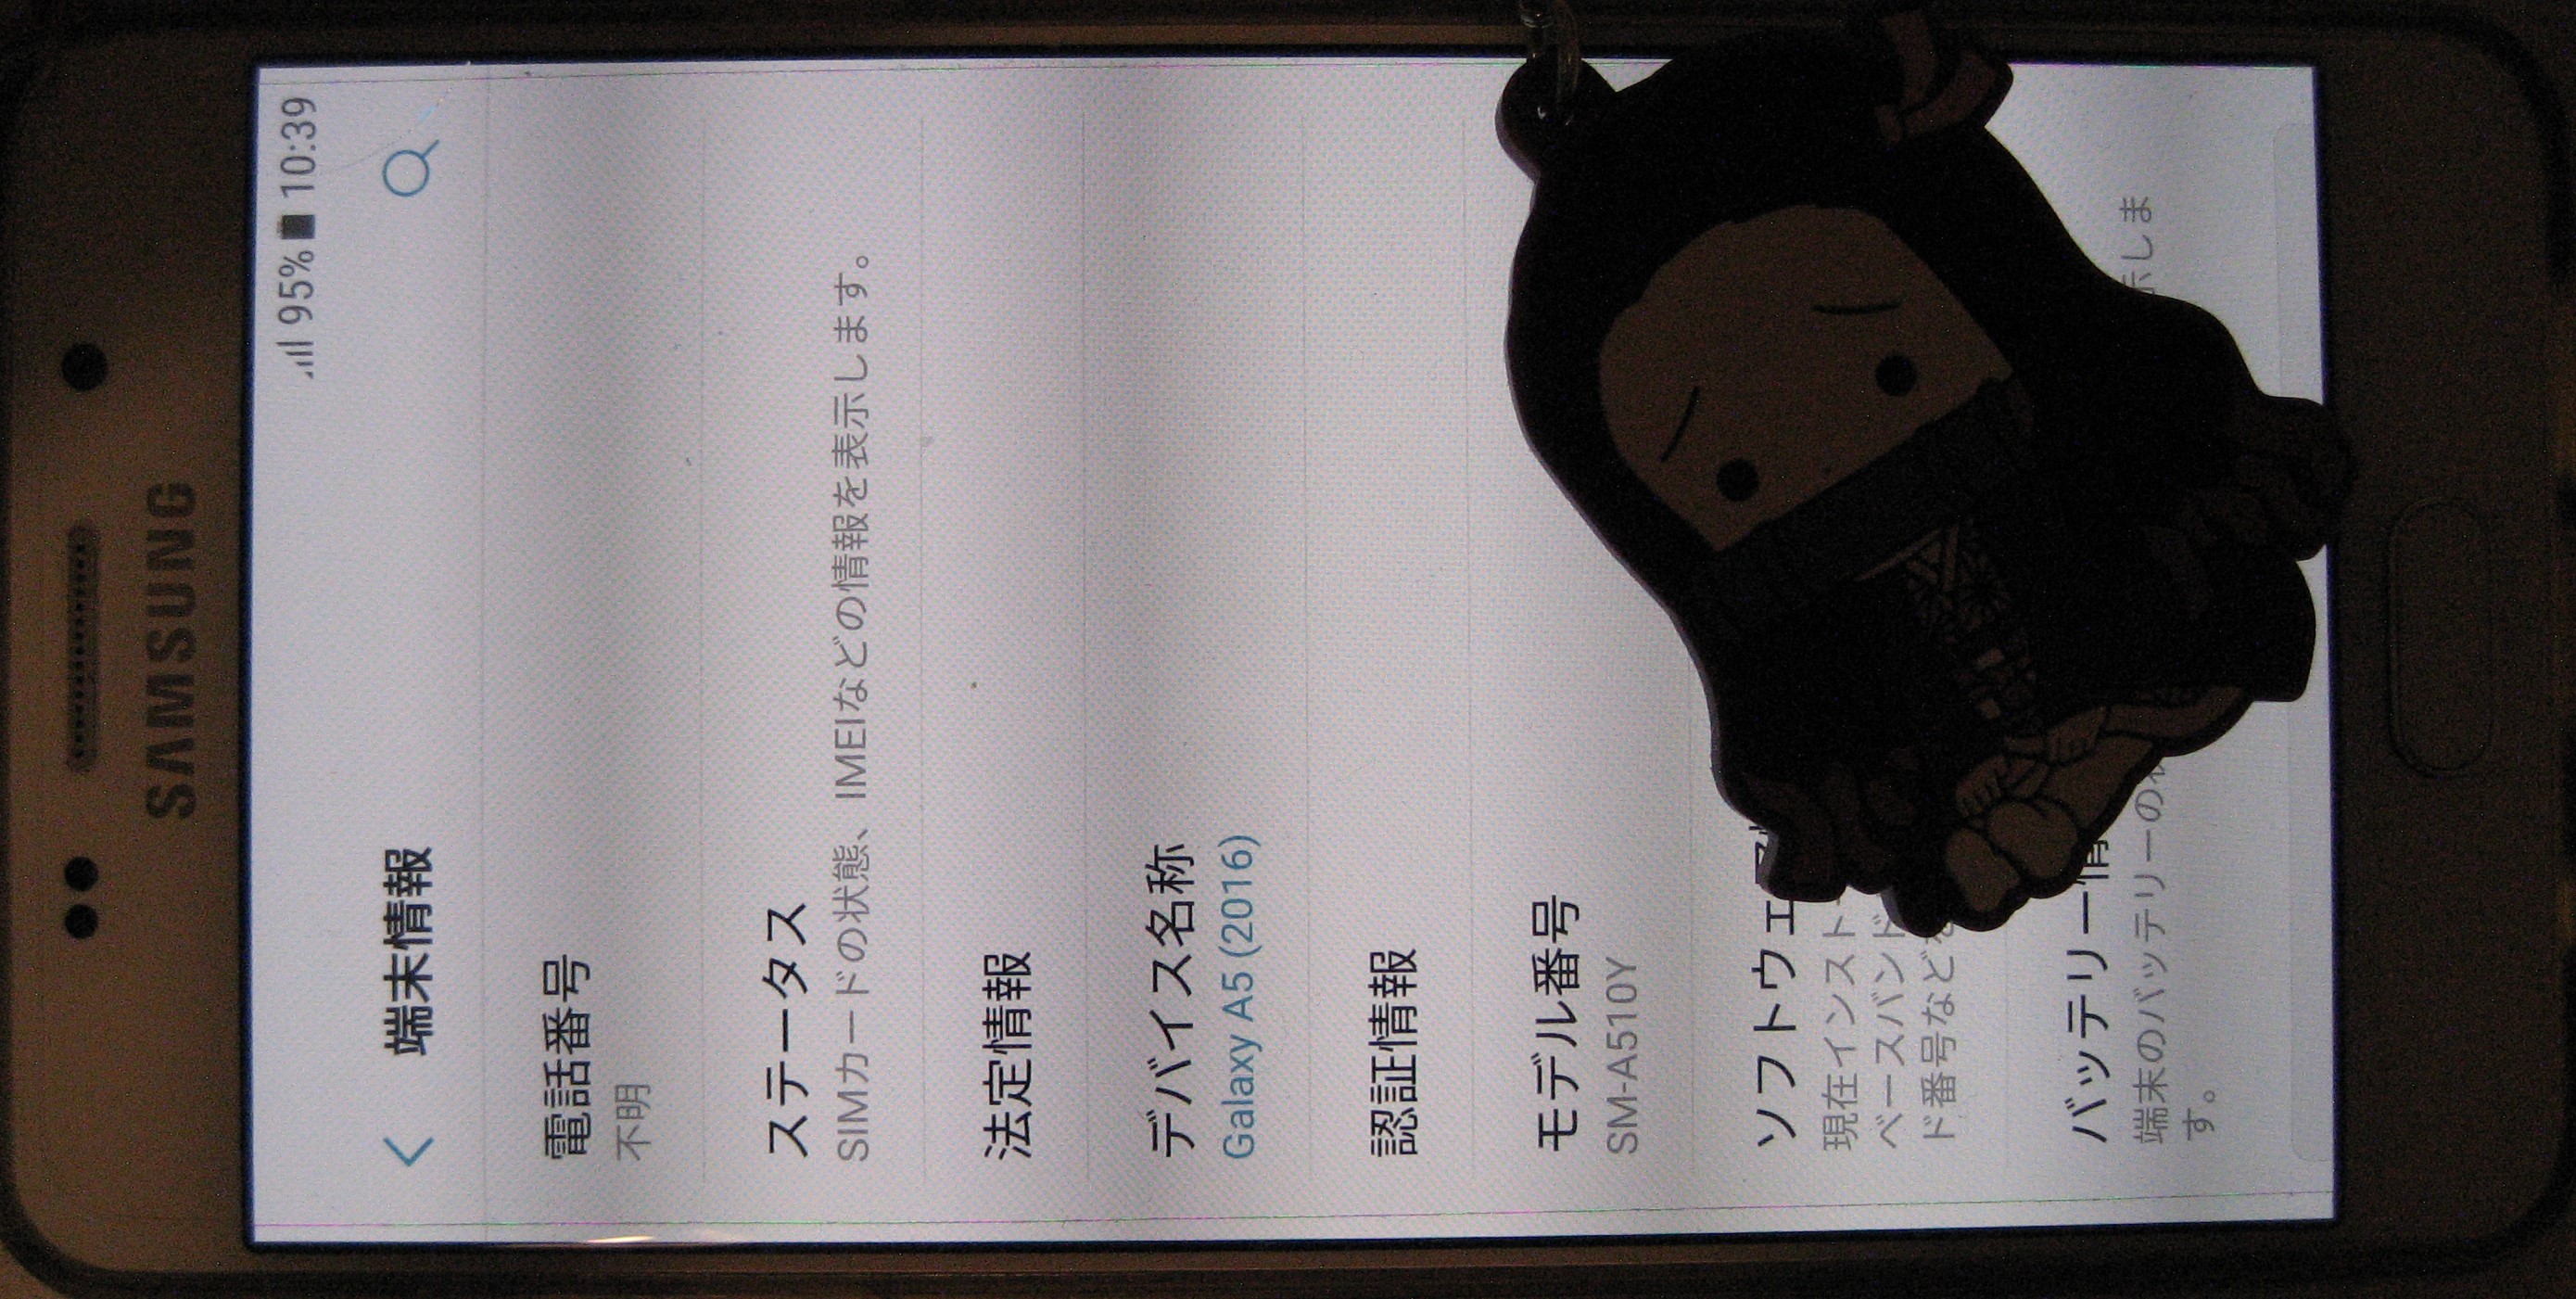 SAMSUNG
95% 10:39
端末情報
電話番号
不明
ステータス
SIMカードの状態、IMEIなどの情報を表示します。
法定情報
デバイス名称
Galaxy A5 (2016)
認証情報
モデル番号
SM-A510Y
ソフトウェ
現在インスト
ベースバンド
ド番号など
バッテリー情
端末のバッテリーの 示しま
す。